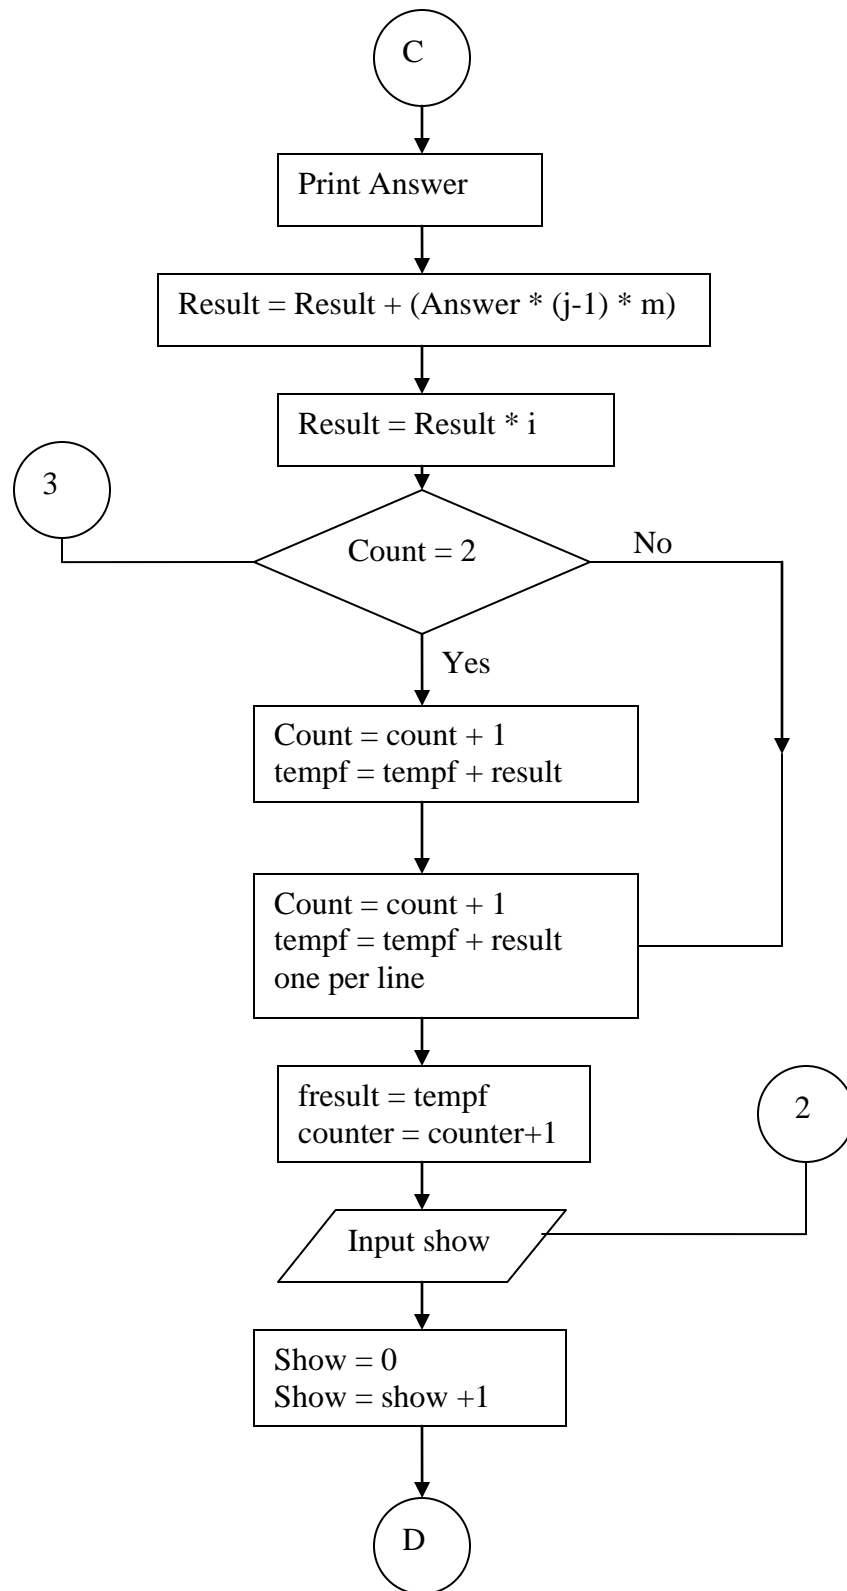 C
Print Answer
Result = Result + (Answer * (j-1) * m)
Result = Result * i
3
Count = 2
No
Yes
Count = count + 1
tempf = tempf + result
Count = count + 1
tempf = tempf + result
one per line
fresult = tempf
counter = counter+1
2
Input show
Show = 0
Show = show +1
D